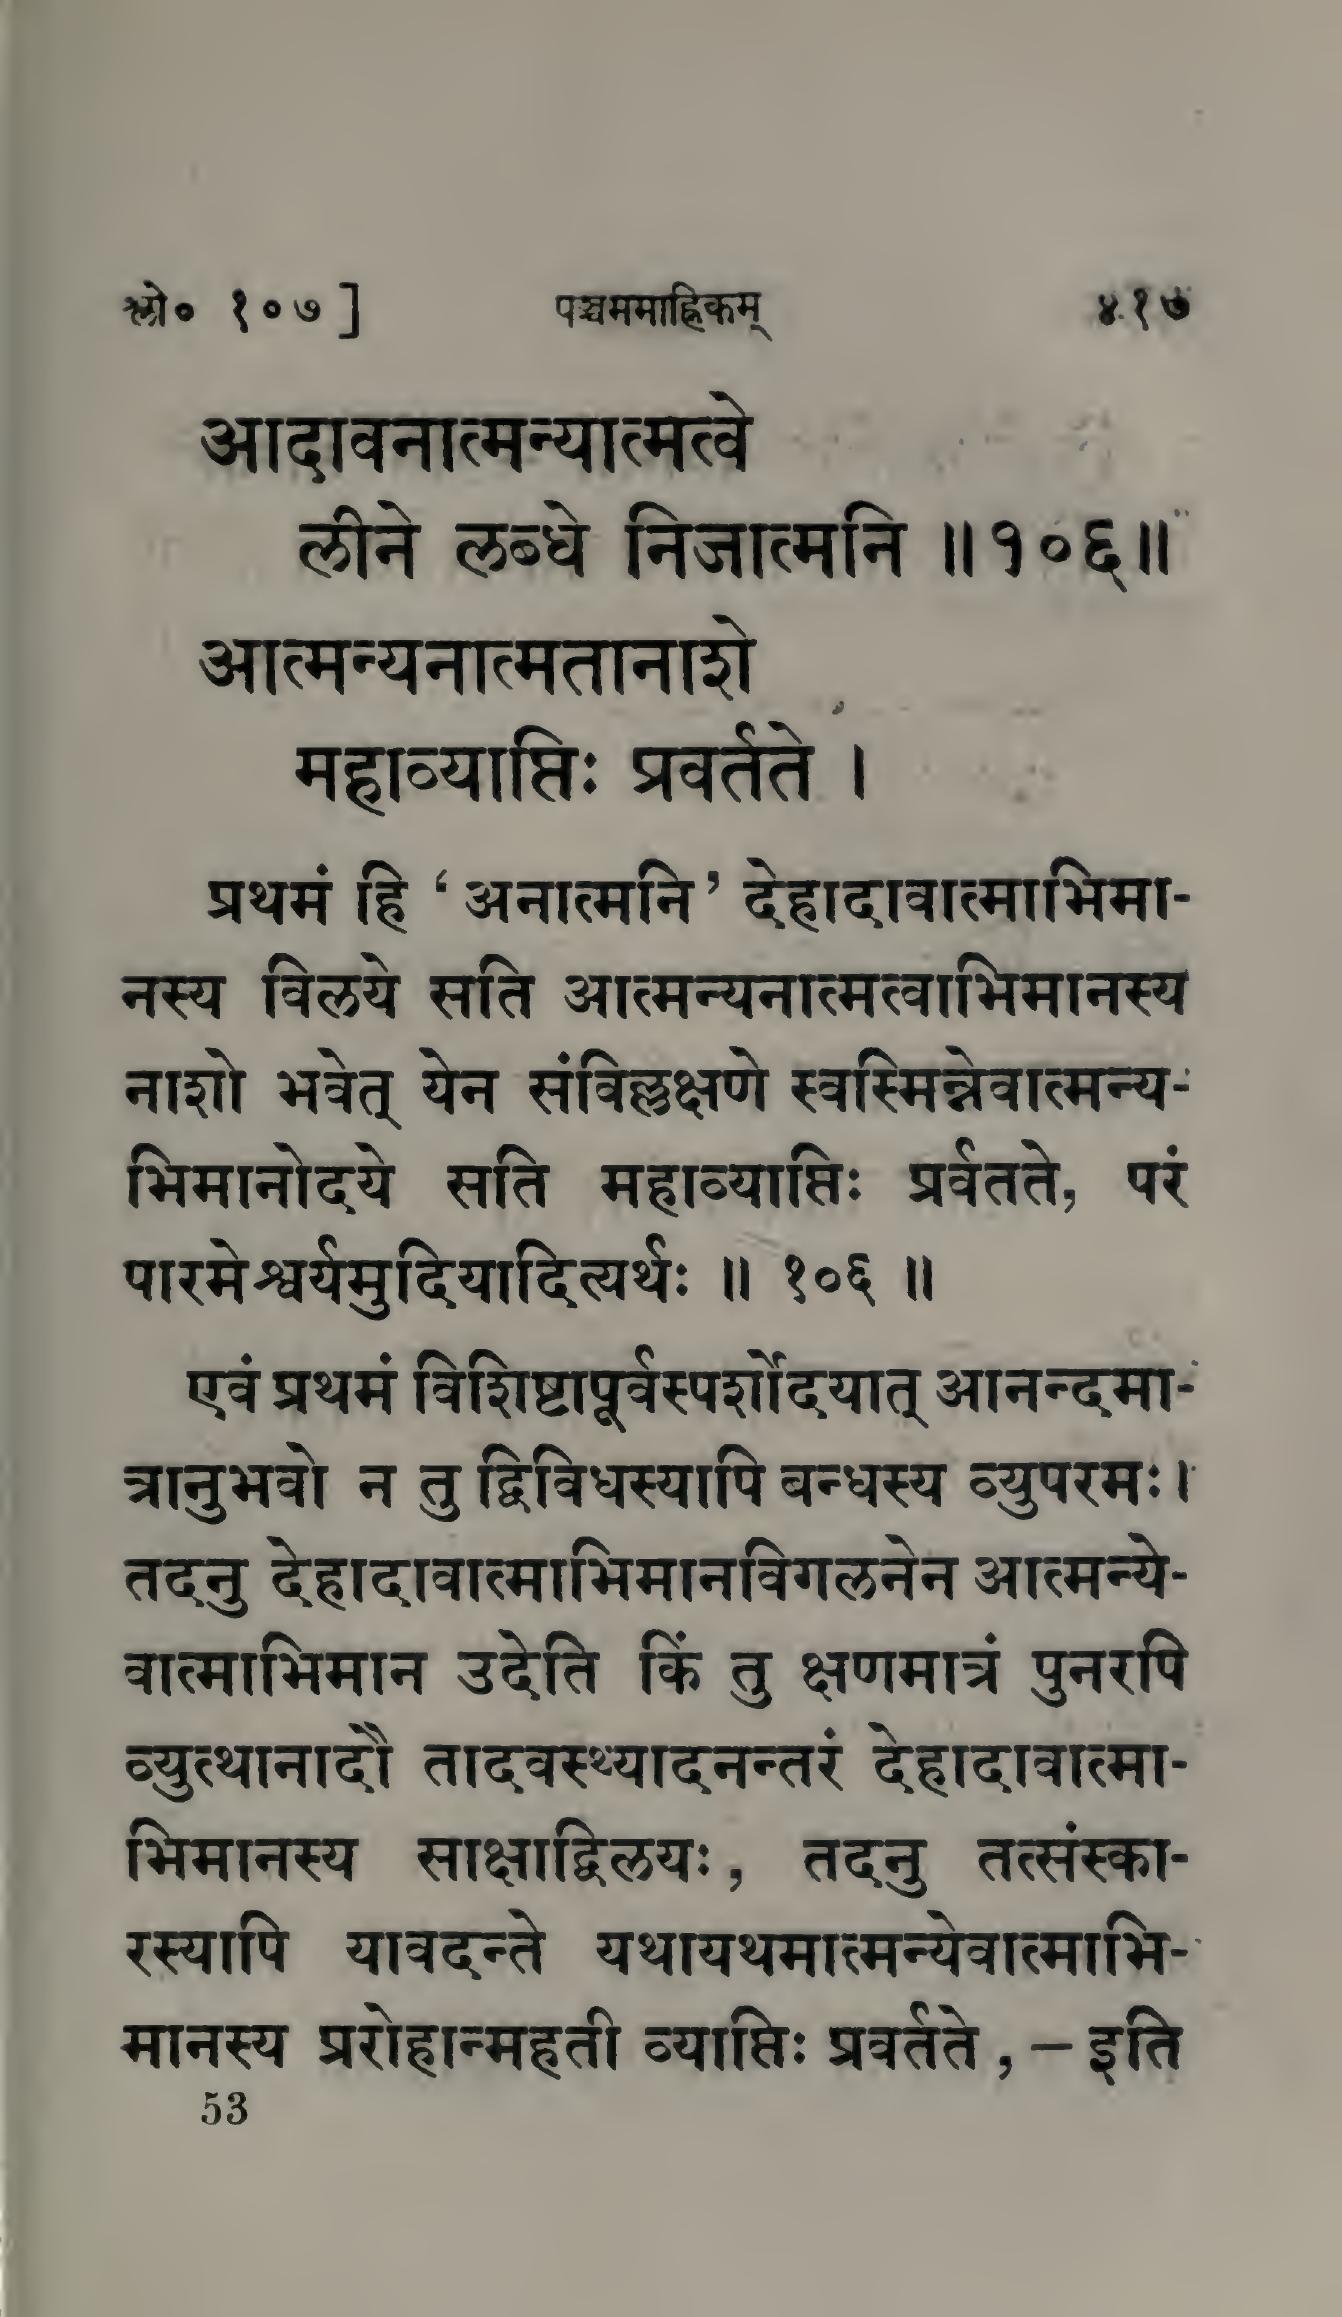 श्लो० १०७]
पञ्चममाह्निकम्
४१७
आदावनात्मन्यात्मत्वे
लीने लब्धे निजात्मनि ॥१०६॥
आत्मन्यनात्मतानाशे
महाव्याप्तिः प्रवर्तते ।
प्रथमं हि ‘अनात्मनि’ देहादावात्माभिमा-
नस्य विलये सति आत्मन्यनात्मत्वाभिमानस्य
नाशो भवेत् येन संविल्लक्षणे स्वस्मिन्नेवात्मन्य-
भिमानोदये सति महाव्याप्तिः प्रर्वतते, परं
पारमेश्वर्यमुदियादित्यर्थः ॥ १०६ ॥
एवं प्रथमं विशिष्टापूर्वस्पर्शोदयात् आनन्दमा-
त्रानुभवो न तु द्विविधस्यापि बन्धस्य व्युपरमः।
तदनु देहादावात्माभिमानविगलनेन आत्मन्ये-
वात्माभिमान उदेति किं तु क्षणमात्रं पुनरपि
व्युत्थानादौ तादवस्थ्यादनन्तरं देहादावात्मा-
भिमानस्य साक्षाद्विलयः, तदनु तत्संस्का-
रस्यापि यावदन्ते यथायथमात्मन्येवात्माभि-
मानस्य प्ररोहान्महती व्याप्तिः प्रवर्तते, – इति
53